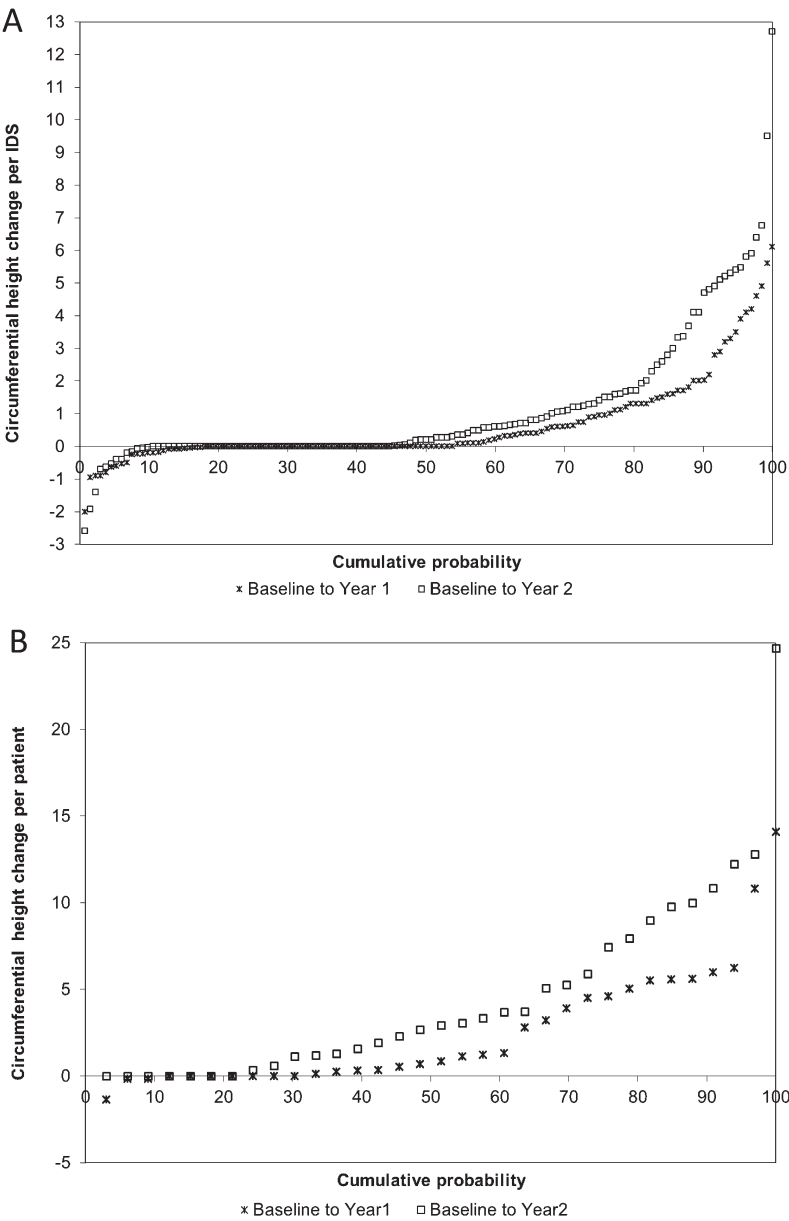 A
13
12
11
10
9
8
7
6
5
4
3
2
1
0
-1
-2
-3
0 10 20 30 40 50 60 70 80 90 100
Circumferential height change per IDS
Cumulative probability
Baseline to Year 1 Baseline to Year 2
B
25
20
15
10
5
0
-5
0 10 20 30 40 50 60 70 80 90 100
Circumferential height change per patient
Cumulative probability
Baseline to Year1 Baseline to Year2